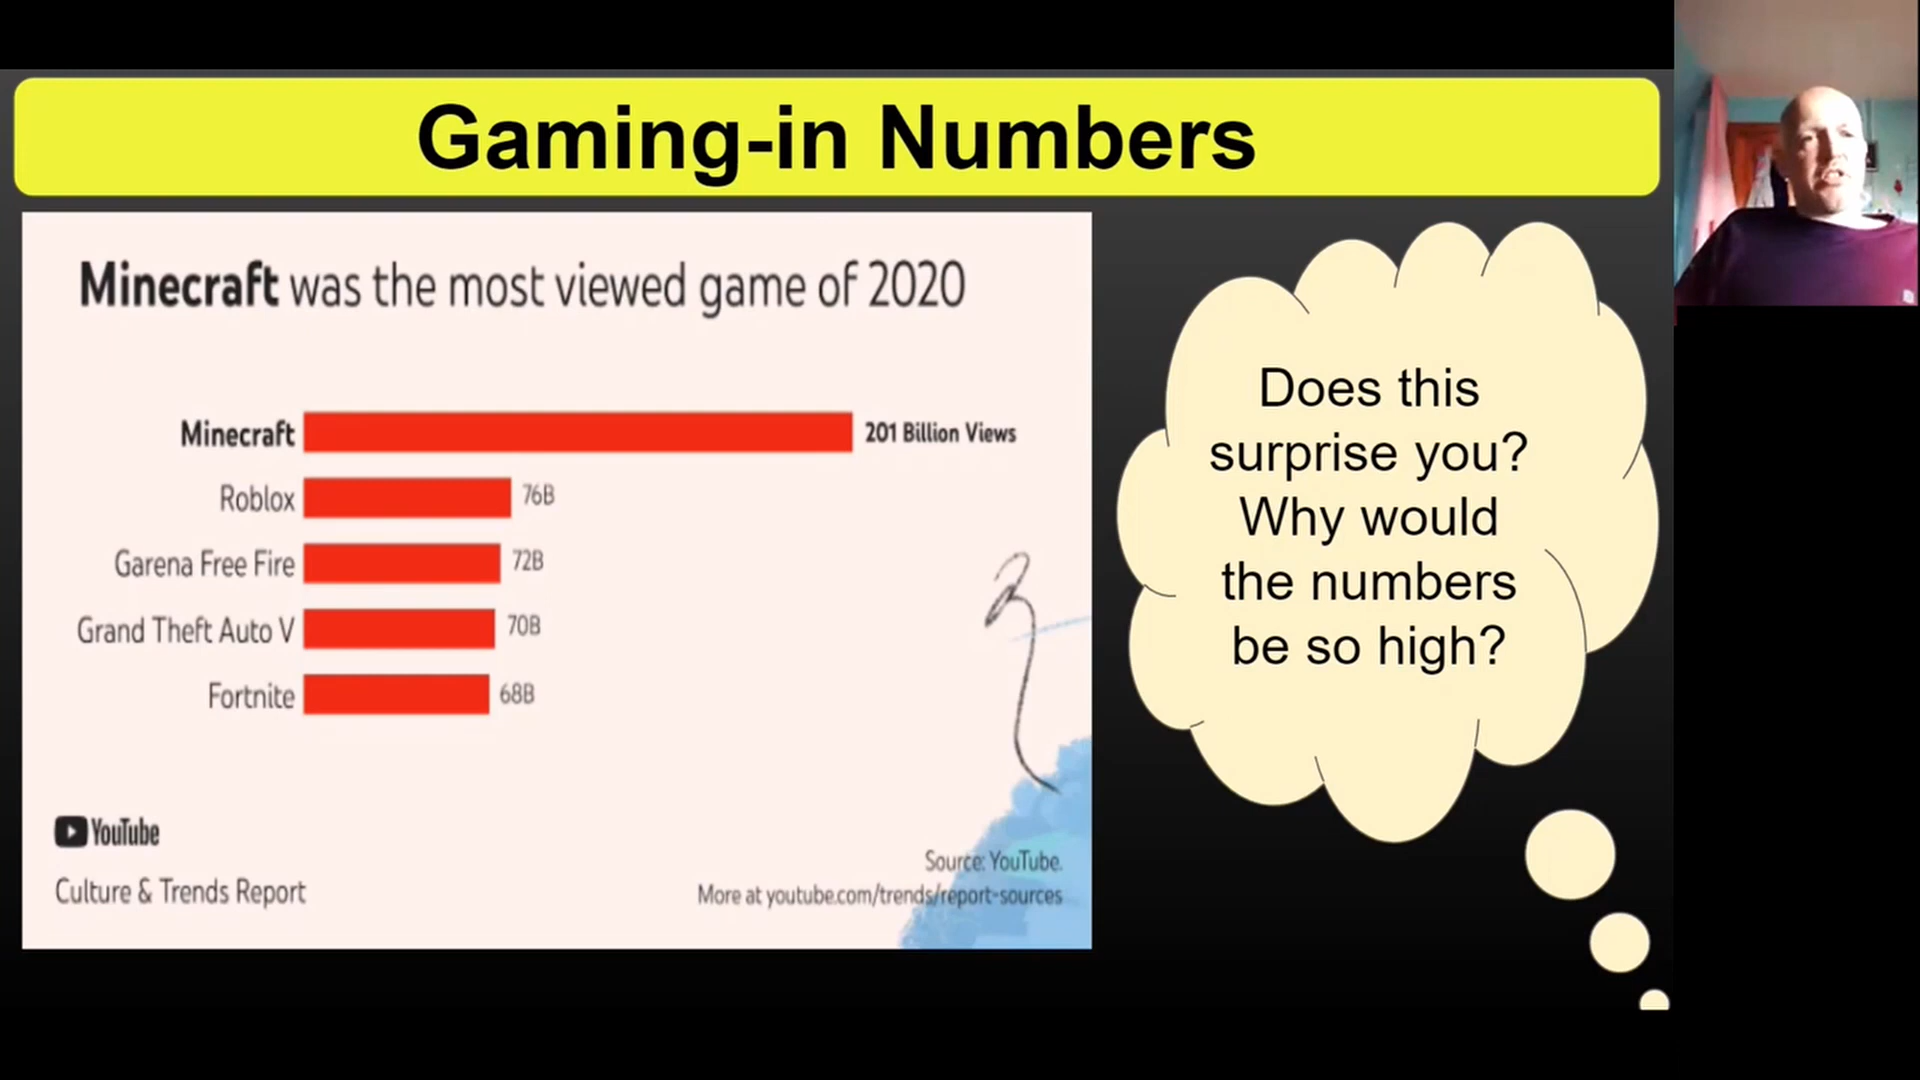 Gaming-in Numbers
Minecraft was the most viewed game of 2020
Minecraft 201 Billion Views
Roblox 76B
Garena Free Fire 72B
Grand Theft Auto V 70B
Fortnite 68B
YouTube
Culture & Trends Report
Source: YouTube.
More at youtube.com/trends/report-sources
Does this
surprise you?
Why would
the numbers
be so high?